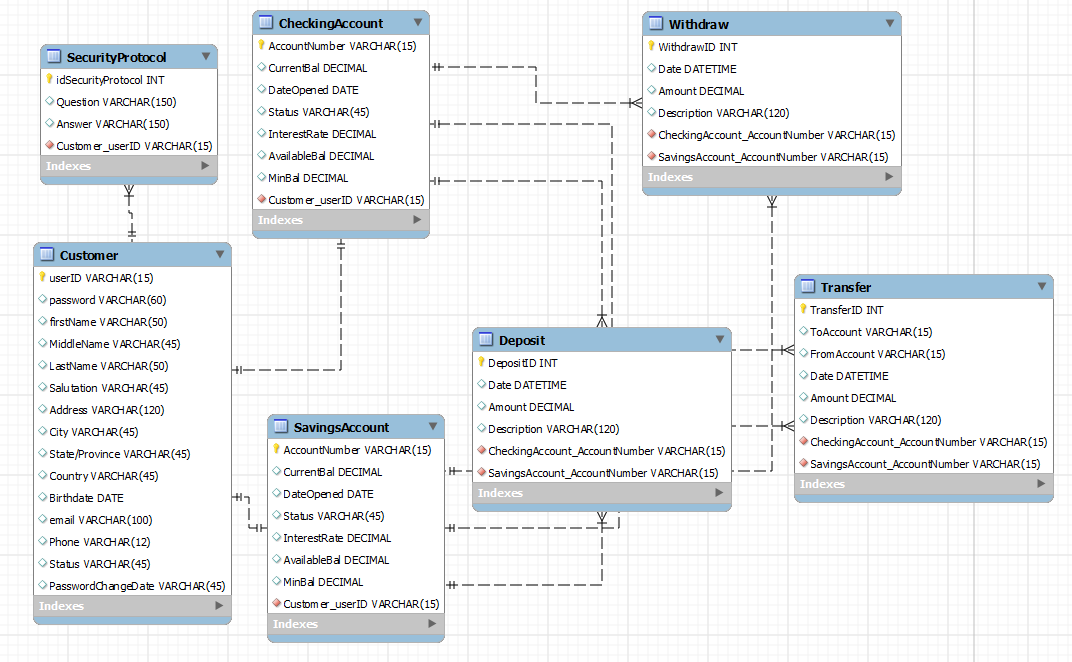 SecurityProtocol
idSecurityProtocol INT
Question VARCHAR(150)
Answer VARCHAR(150)
Customer_userID VARCHAR(15)
Indexes
CheckingAccount
AccountNumber VARCHAR(15)
CurrentBal DECIMAL
DateOpened DATE
Status VARCHAR(45)
InterestRate DECIMAL
AvailableBal DECIMAL
MinBal DECIMAL
Customer_userID VARCHAR(15)
Indexes
Withdraw
WithdrawID INT
Date DATETIME
Amount DECIMAL
Description VARCHAR(120)
CheckingAccount_AccountNumber VARCHAR(15)
SavingsAccount_AccountNumber VARCHAR(15)
Indexes
Customer
userID VARCHAR(15)
password VARCHAR(60)
firstName VARCHAR(50)
MiddleName VARCHAR(45)
LastName VARCHAR(50)
Salutation VARCHAR(45)
Address VARCHAR(120)
City VARCHAR(45)
State/Province VARCHAR(45)
Country VARCHAR(45)
Birthdate DATE
email VARCHAR(100)
Phone VARCHAR(12)
Status VARCHAR(45)
PasswordChangeDate VARCHAR(45)
Indexes
SavingsAccount
AccountNumber VARCHAR(15)
CurrentBal DECIMAL
DateOpened DATE
Status VARCHAR(45)
InterestRate DECIMAL
AvailableBal DECIMAL
MinBal DECIMAL
Customer_userID VARCHAR(15)
Indexes
Deposit
DepositID INT
Date DATETIME
Amount DECIMAL
Description VARCHAR(120)
CheckingAccount_AccountNumber VARCHAR(15)
SavingsAccount_AccountNumber VARCHAR(15)
Indexes
Transfer
TransferID INT
ToAccount VARCHAR(15)
FromAccount VARCHAR(15)
Date DATETIME
Amount DECIMAL
Description VARCHAR(120)
CheckingAccount_AccountNumber VARCHAR(15)
SavingsAccount_AccountNumber VARCHAR(15)
Indexes